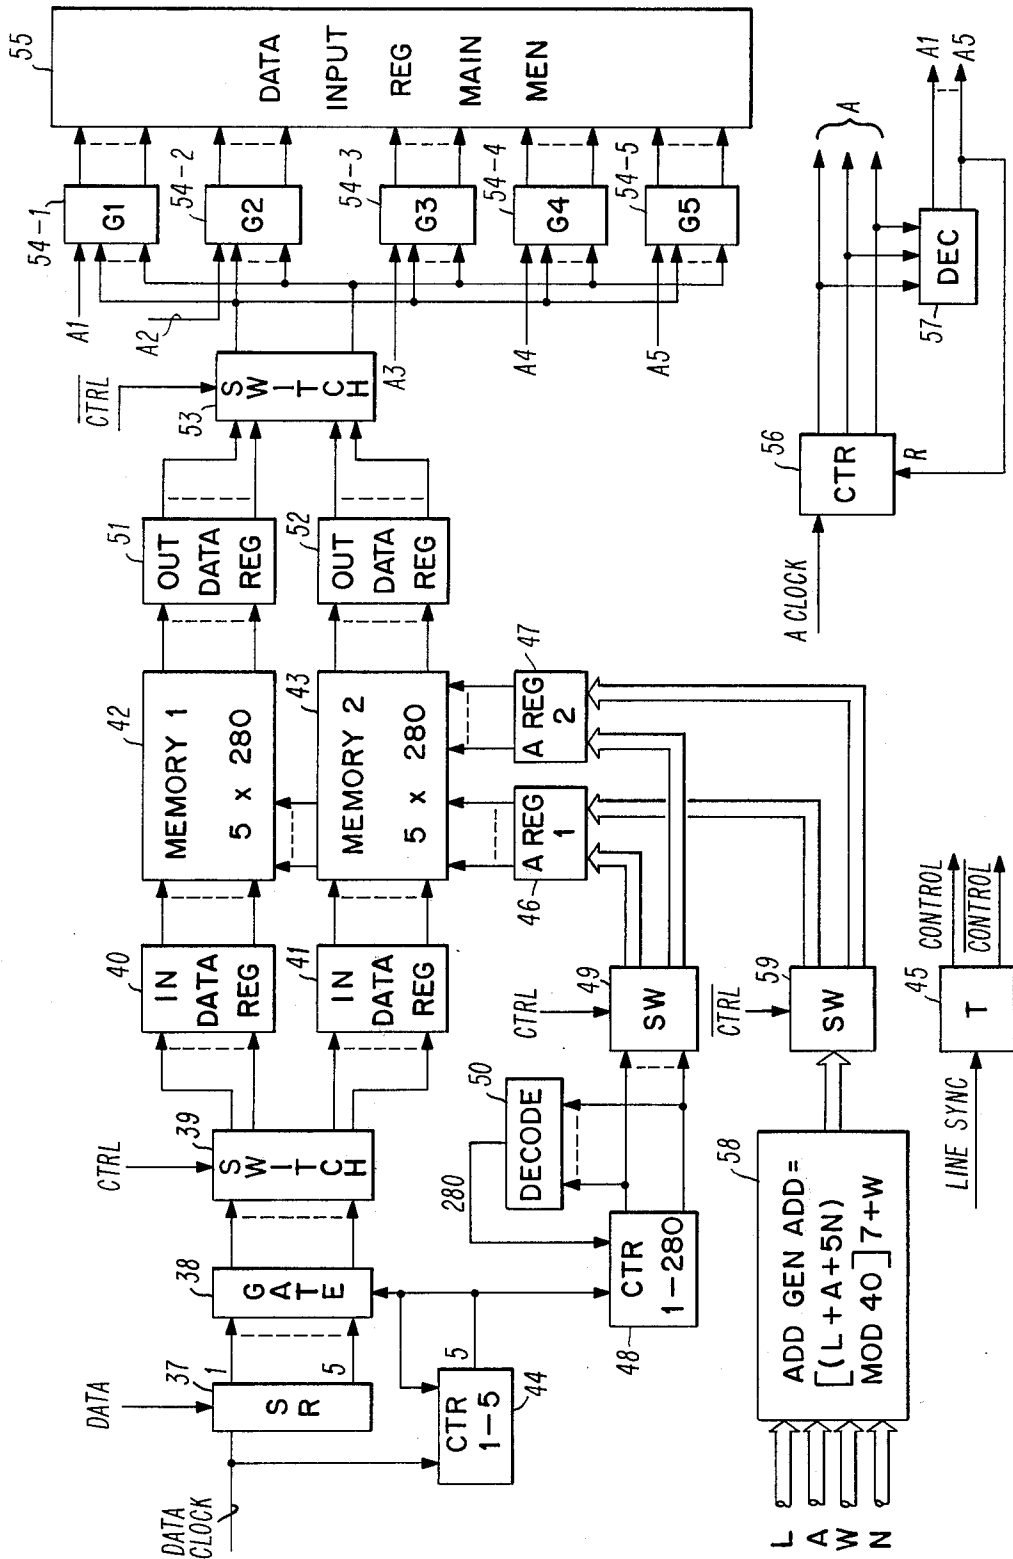 DATA
DATA CLOCK
37
SR
1
5
38
GATE
CTRL
39
SWITCH
40
IN
DATA
REG
41
IN
DATA
REG
42
MEMORY 1
5 x 280
43
MEMORY 2
5 x 280
51
OUT
DATA
REG
52
OUT
DATA
REG
CTRL
53
SWITCH
A1
A2
A3
A4
A5
54-1
G1
54-2
G2
54-3
G3
54-4
G4
54-5
G5
55
DATA
INPUT
REG
MAIN
MEN
CTR
1-5
44
5
280
50
DECODE
CTR
1-280
48
CTRL
49
SW
CTRL
59
SW
46
A REG
1
47
A REG
2
L
A
W
N
58
ADD GEN ADD=
[(L+A+5N)
MOD 40]7+W
LINE SYNC
45
T
CONTROL
CONTROL
A CLOCK
56
CTR
R
57
DEC
A
A1
A5